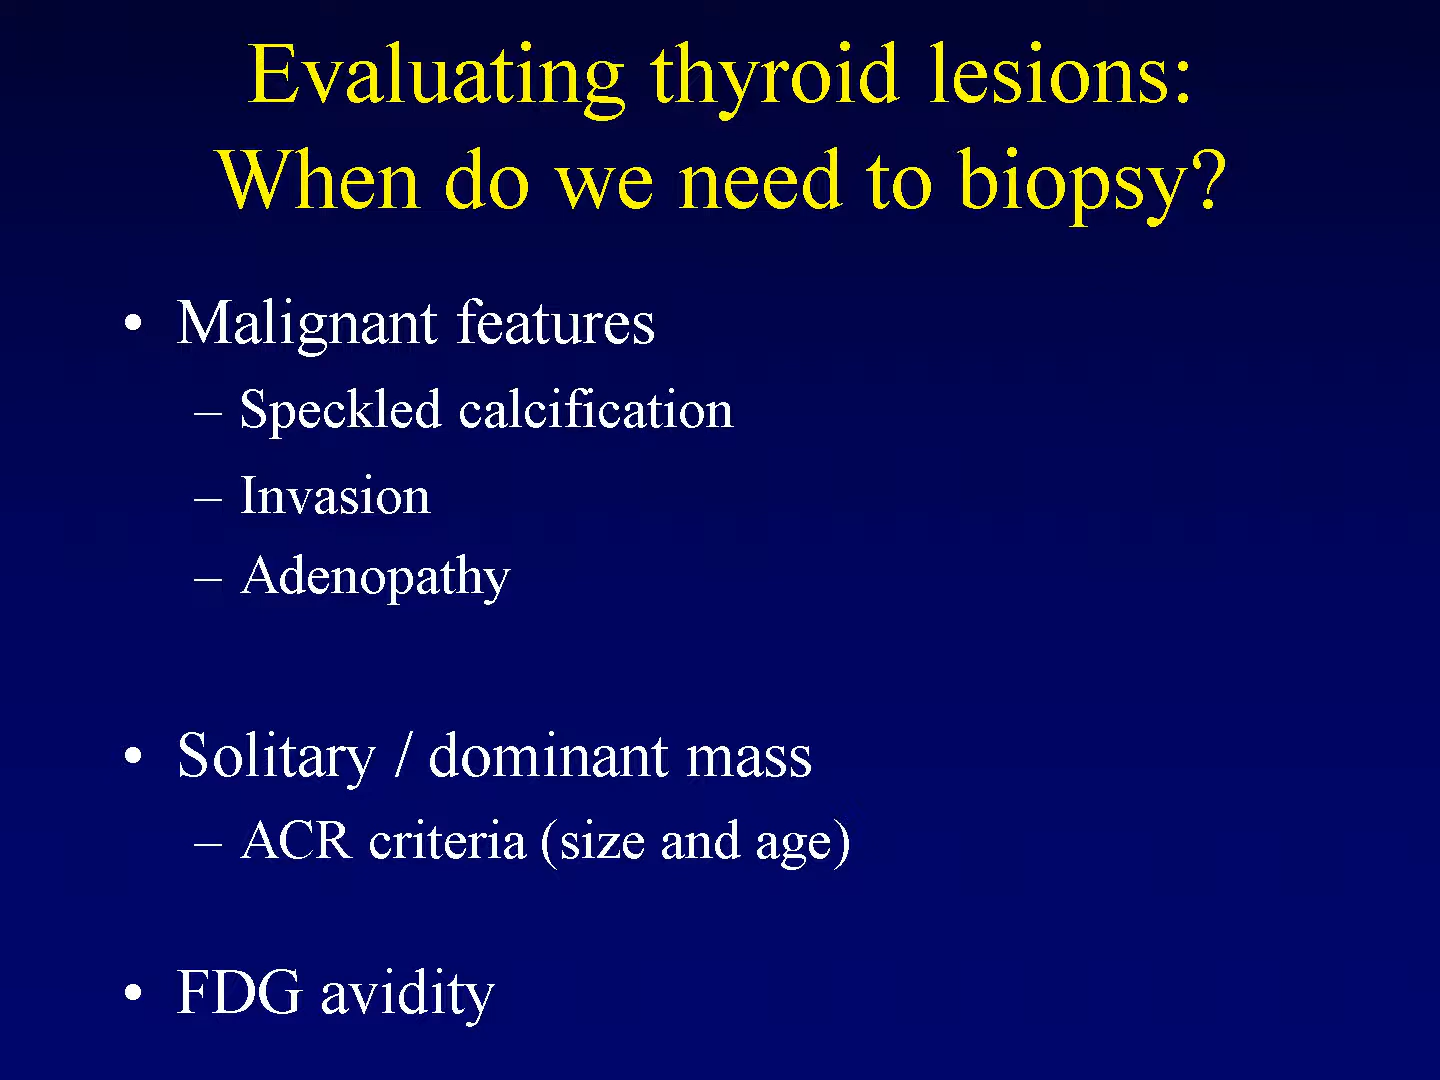 Evaluating thyroid lesions:
When do we need to biopsy?
• Malignant features
– Speckled calcification
– Invasion
– Adenopathy
• Solitary / dominant mass
– ACR criteria (size and age)
• FDG avidity